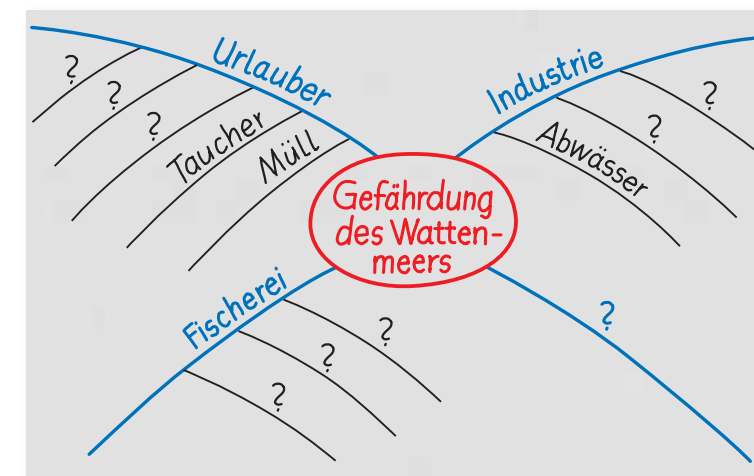 Urlauber
?
?
?
Taucher
Müll
Industrie
?
?
Abwässer
Gefährdung
des Watten-
meers
Fischerei
?
?
?
?